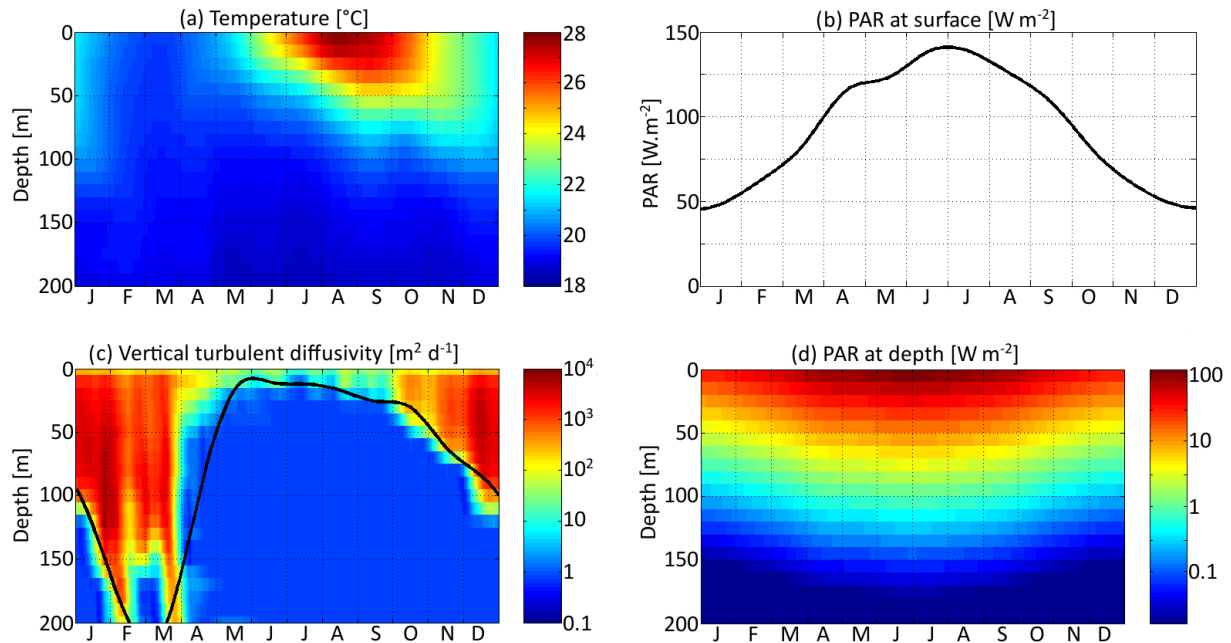 (a) Temperature [°C]
0
50
100
150
200
Depth [m]
J F M A M J J A S O N D
28
26
24
22
20
18
(b) PAR at surface [W m-2]
150
100
50
0
PAR [W.m-2]
J F M A M J J A S O N D
(c) Vertical turbulent diffusivity [m2 d-1]
0
50
100
150
200
Depth [m]
J F M A M J J A S O N D
10^4
10^3
10^2
10
1
0.1
(d) PAR at depth [W m-2]
0
50
100
150
200
Depth [m]
J F M A M J J A S O N D
100
10
1
0.1